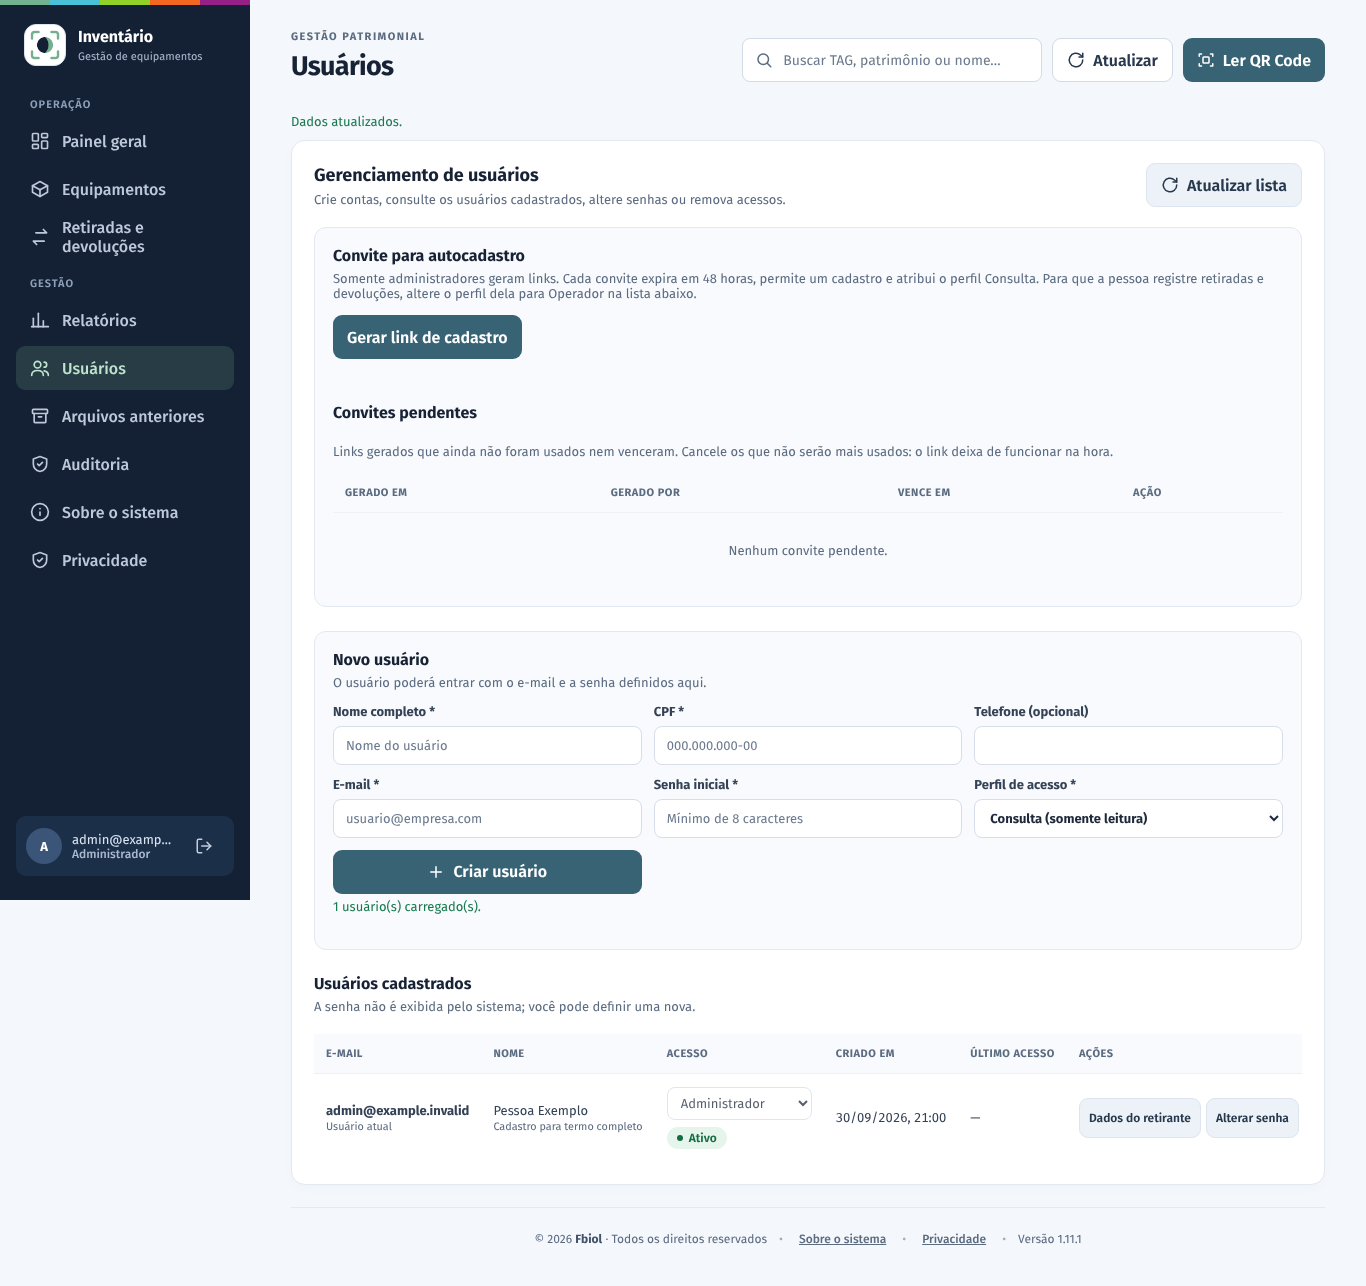 Inventário
Gestão de equipamentos
OPERAÇÃO
Painel geral
Equipamentos
Retiradas e
devoluções
GESTÃO
Relatórios
Usuários
Arquivos anteriores
Auditoria
Sobre o sistema
Privacidade
A
admin@examp...
Administrador
GESTÃO PATRIMONIAL
Usuários
Buscar TAG, patrimônio ou nome...
Atualizar
Ler QR Code
Dados atualizados.
Gerenciamento de usuários
Crie contas, consulte os usuários cadastrados, altere senhas ou remova acessos.
Atualizar lista
Convite para autocadastro
Somente administradores geram links. Cada convite expira em 48 horas, permite um cadastro e atribui o perfil Consulta. Para que a pessoa registre retiradas e
devoluções, altere o perfil dela para Operador na lista abaixo.
Gerar link de cadastro
Convites pendentes
Links gerados que ainda não foram usados nem venceram. Cancele os que não serão mais usados: o link deixa de funcionar na hora.
GERADO EM GERADO POR VENCE EM AÇÃO
Nenhum convite pendente.
Novo usuário
O usuário poderá entrar com o e-mail e a senha definidos aqui.
Nome completo * CPF * Telefone (opcional)
Nome do usuário 000.000.000-00
E-mail * Senha inicial * Perfil de acesso *
usuario@empresa.com Mínimo de 8 caracteres Consulta (somente leitura)
Criar usuário
1 usuário(s) carregado(s).
Usuários cadastrados
A senha não é exibida pelo sistema; você pode definir uma nova.
E-MAIL NOME ACESSO CRIADO EM ÚLTIMO ACESSO AÇÕES
admin@example.invalid Pessoa Exemplo Administrador 30/09/2026, 21:00 — Dados do retirante Alterar senha
Usuário atual Cadastro para termo completo Ativo
© 2026 Fbiol · Todos os direitos reservados • Sobre o sistema • Privacidade • Versão 1.11.1